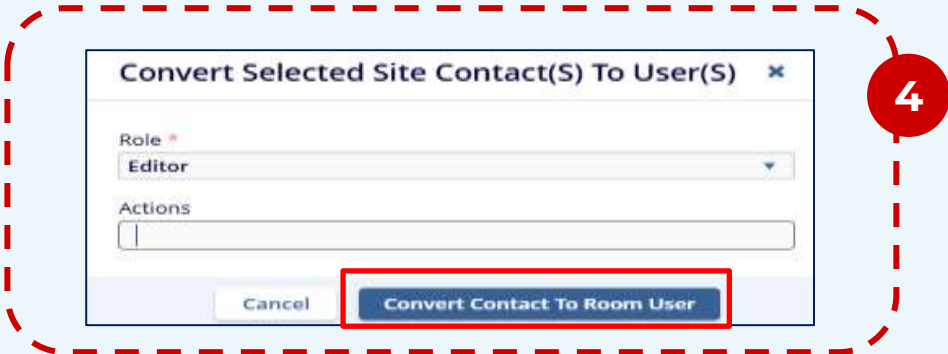 Convert Selected Site Contact(S) To User(S) ×
4
Role *
Editor
Actions
Cancel Convert Contact To Room User